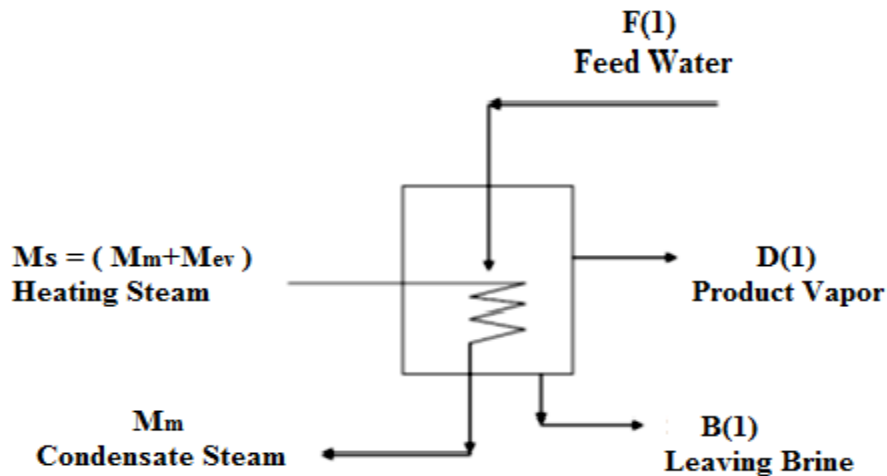 F(1)
Feed Water
Ms = ( Mm+Mev )
Heating Steam
D(1)
Product Vapor
Mm
Condensate Steam
B(1)
Leaving Brine